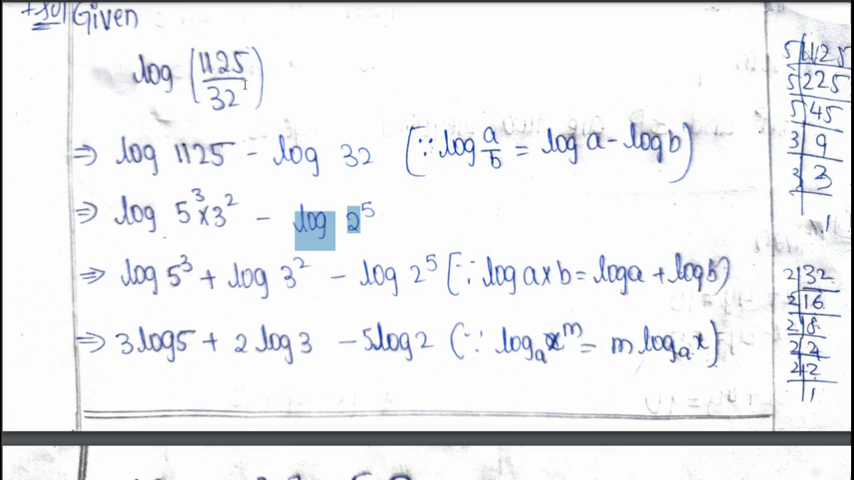 Given
log (1125/32)
⇒ log 1125 - log 32 (∵ log a/b = log a - log b)
⇒ log 5³×3² - log 2⁵
⇒ log 5³ + log 3² - log 2⁵ (∵ log a×b = log a + log b)
⇒ 3 log 5 + 2 log 3 - 5 log 2 (∵ logₐ xᵐ = m logₐ x)
5 1125
5 225
5 45
3 9
3 3
1
2 32
2 16
2 8
2 2
1